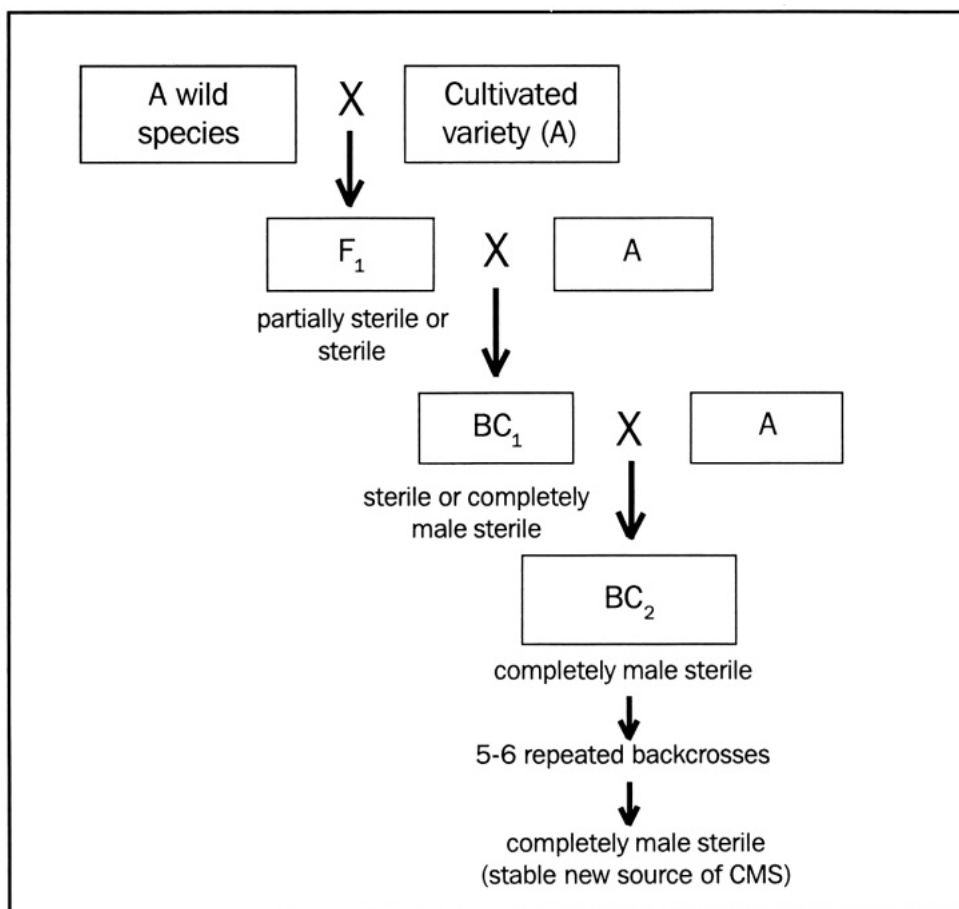 A wild
species
X
Cultivated
variety (A)
F₁
X
A
partially sterile or
sterile
BC₁
X
A
sterile or completely
male sterile
BC₂
completely male sterile
5-6 repeated backcrosses
completely male sterile
(stable new source of CMS)